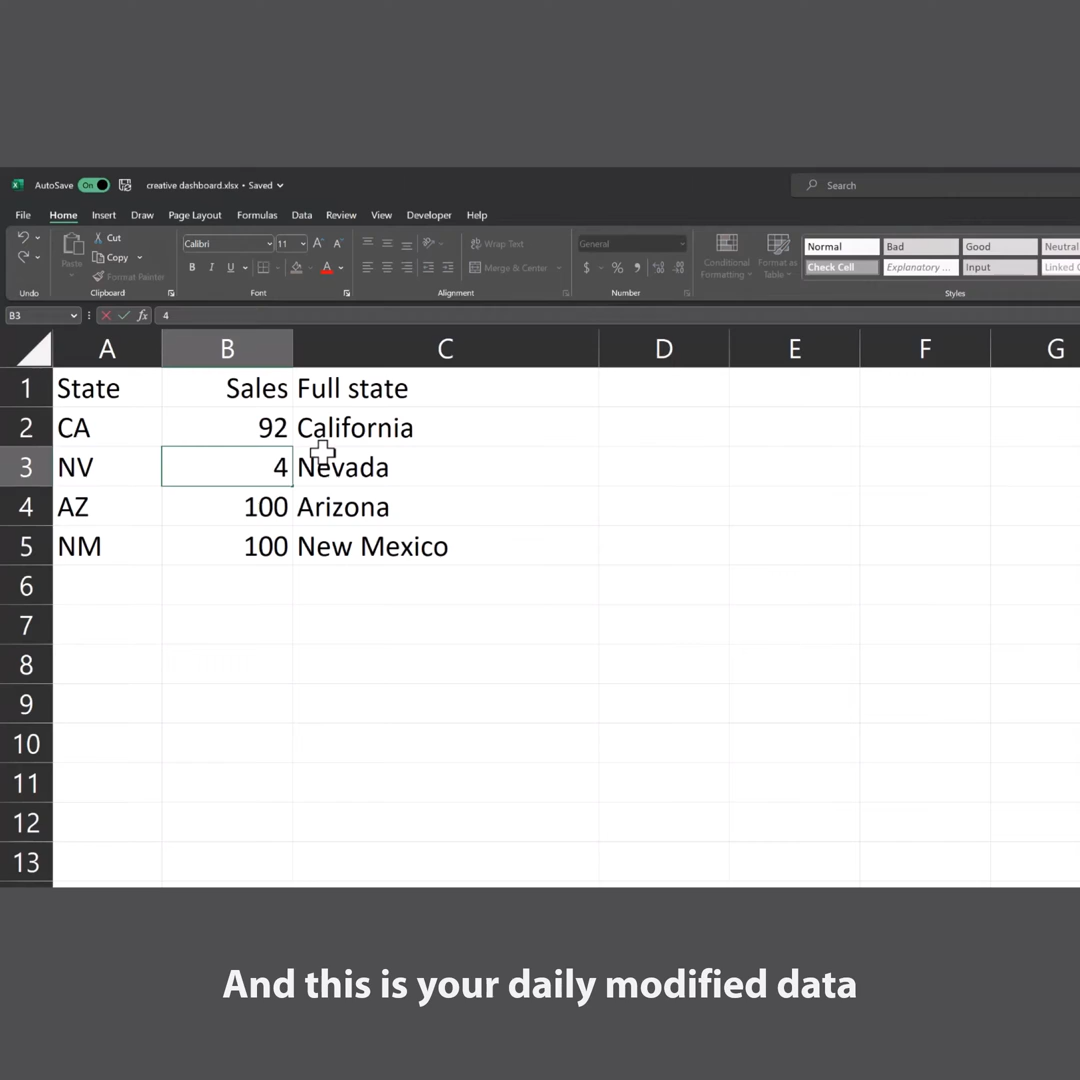 AutoSave On creative dashboard.xlsx • Saved Search
File Home Insert Draw Page Layout Formulas Data Review View Developer Help
Cut Calibri 11 Wrap Text General Normal Bad Good Neutral
Paste Copy Conditional Formatting Format as Table
Format Painter B I U A Merge & Center $ % , Check Cell Explanatory ... Input Linked C
Undo Clipboard Font Alignment Number Styles
B3 fx 4
A B C D E F G
1 State Sales Full state
2 CA 92 California
3 NV 4 Nevada
4 AZ 100 Arizona
5 NM 100 New Mexico
6
7
8
9
10
11
12
13
And this is your daily modified data